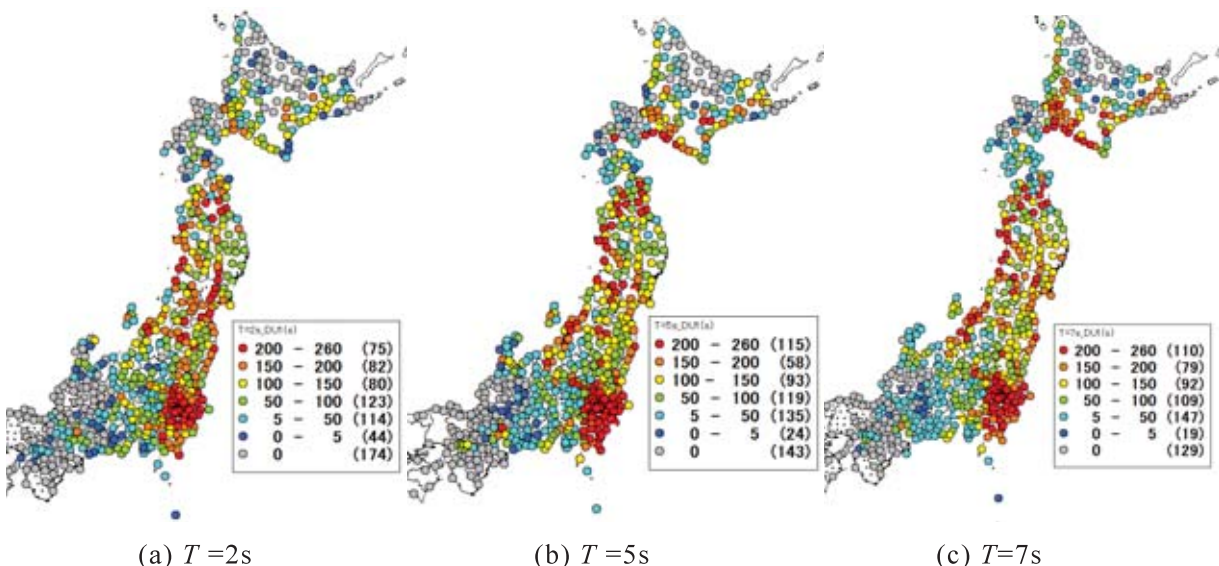 T=2s_DUR(s)
200 - 260 (75)
150 - 200 (82)
100 - 150 (80)
50 - 100 (123)
5 - 50 (114)
0 - 5 (44)
0 (174)
T=5s_DUR(s)
200 - 260 (115)
150 - 200 (58)
100 - 150 (93)
50 - 100 (119)
5 - 50 (135)
0 - 5 (24)
0 (143)
T=7s_DUR(s)
200 - 260 (110)
150 - 200 (79)
100 - 150 (92)
50 - 100 (109)
5 - 50 (147)
0 - 5 (19)
0 (129)
(a) T =2s
(b) T =5s
(c) T=7s